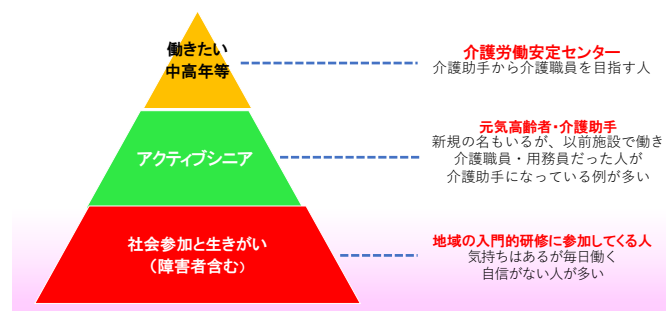 働きたい
中高年等
介護労働安定センター
介護助手から介護職員を目指す人
アクティブシニア
元気高齢者・介護助手
新規の名もいるが、以前施設で働き
介護職員・用務員だった人が
介護助手になっている例が多い
社会参加と生きがい
（障害者含む）
地域の入門的研修に参加してくる人
気持ちはあるが毎日働く
自信がない人が多い